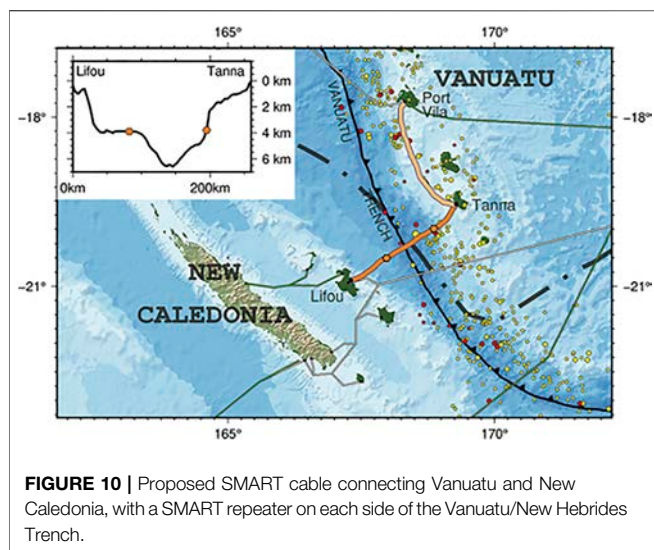 165°
170°
Lifou
Tanna
0 km
2 km
4 km
6 km
0km
200km
VANUATU
Port
Vila
VANUATU
TRENCH
-18°
-18°
Tanna
-21°
-21°
NEW
CALEDONIA
Lifou
165°
170°
FIGURE 10 | Proposed SMART cable connecting Vanuatu and New
Caledonia, with a SMART repeater on each side of the Vanuatu/New Hebrides
Trench.